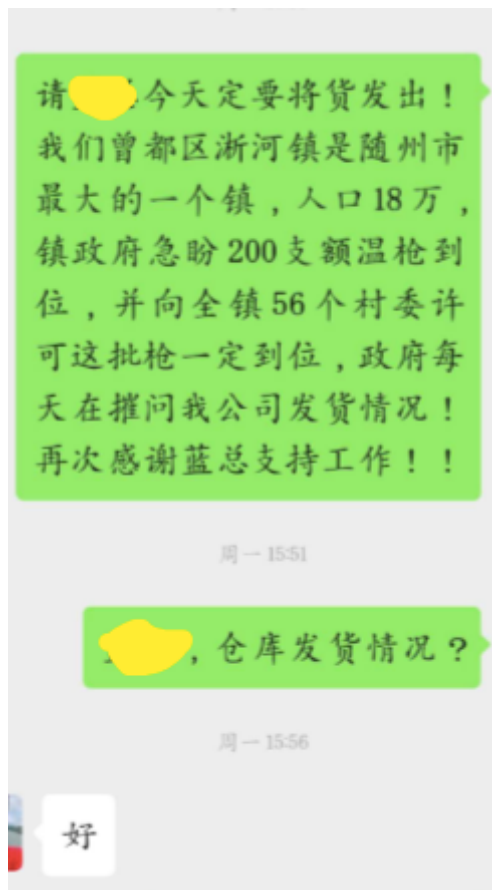 请今天定要将货发出！
我们曾都区淅河镇是随州市
最大的一个镇，人口18万，
镇政府急盼200支额温枪到
位，并向全镇56个村委许
可这批枪一定到位，政府每
天在摧问我公司发货情况！
再次感谢蓝总支持工作！！
周一 15:51
，仓库发货情况？
周一 15:56
好